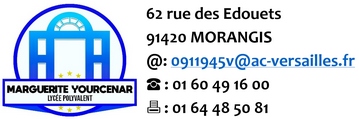 MARGUERITE YOURCENAR
LYCÉE POLYVALENT
62 rue des Edouets
91420 MORANGIS
@: 0911945v@ac-versailles.fr
☎ : 01 60 49 16 00
🖷 : 01 64 48 50 81